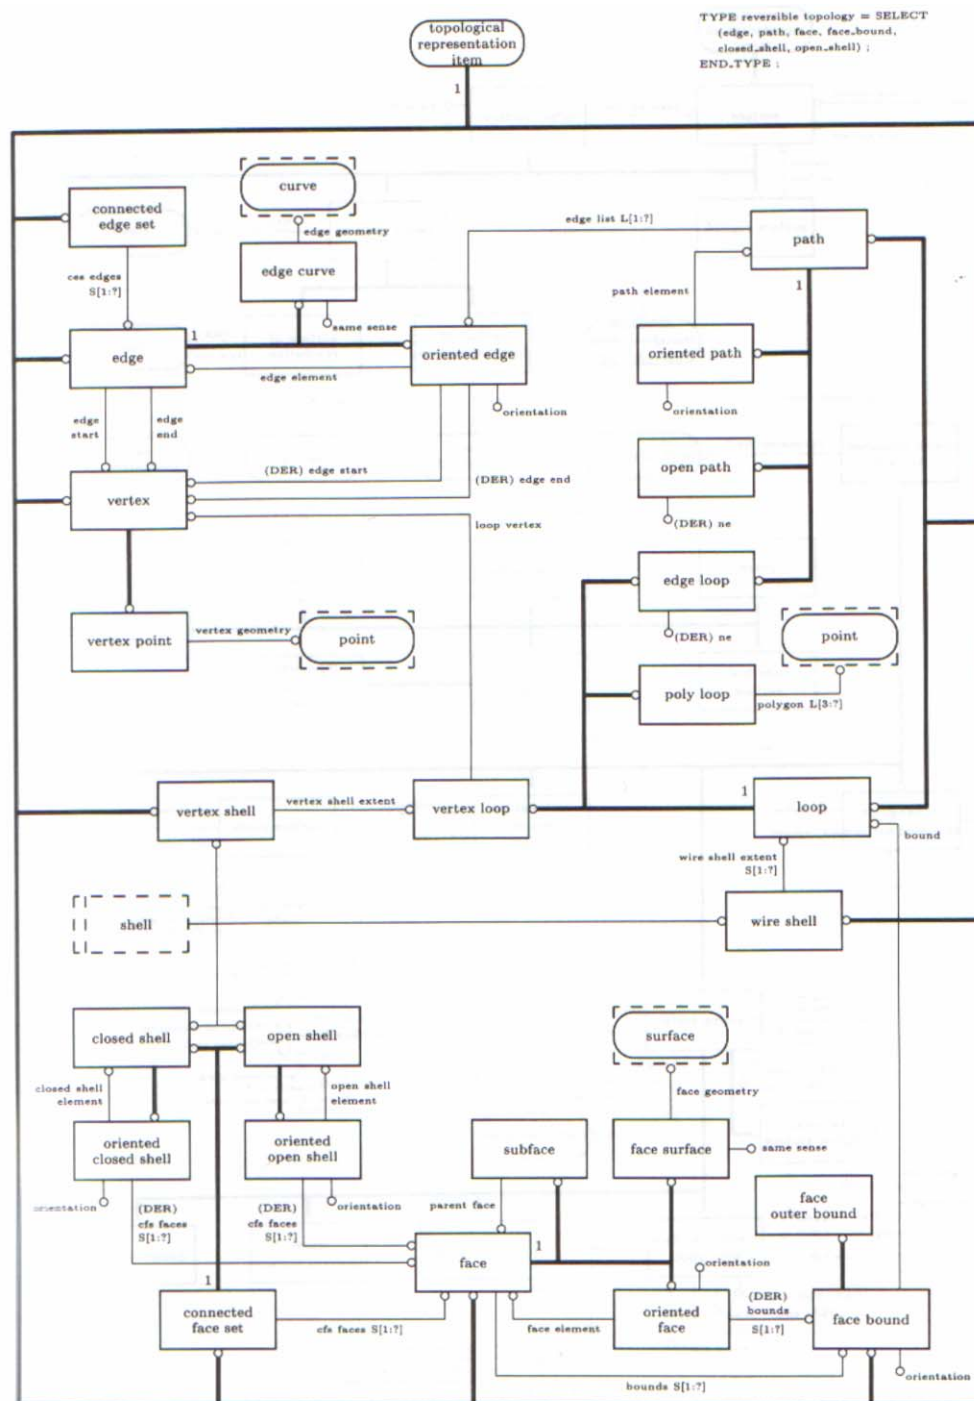 TYPE reversible topology = SELECT
(edge, path, face, face_bound,
closed_shell, open_shell) ;
END_TYPE ;
topological
representation
item
1
curve
connected
edge set
edge geometry
edge list L[1:?]
path
edge curve
ces edges
S[1:?]
path element
1
same sense
1
edge
oriented edge
oriented path
edge element
orientation
orientation
edge
start
edge
end
(DER) edge start
open path
(DER) edge end
vertex
loop vertex
(DER) ne
edge loop
vertex point
vertex geometry
point
(DER) ne
point
poly loop
polygon L[3:?]
vertex shell
vertex shell extent
vertex loop
1
loop
bound
wire shell extent
S[1:?]
shell
wire shell
closed shell
open shell
surface
closed shell
element
open shell
element
face geometry
oriented
closed shell
oriented
open shell
subface
face surface
same sense
face
outer bound
orientation
(DER)
cfs faces
S[1:?]
(DER)
cfs faces
S[1:?]
orientation
parent face
1
face
orientation
1
connected
face set
cfs faces S[1:?]
face element
oriented
face
(DER)
bounds
S[1:?]
face bound
bounds S[1:?]
orientation